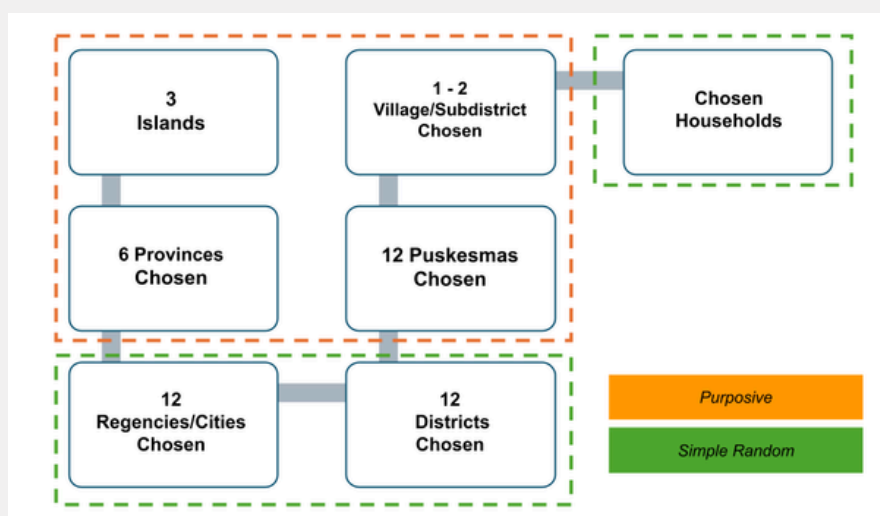 3
Islands
1 - 2
Village/Subdistrict
Chosen
Chosen
Households
6 Provinces
Chosen
12 Puskesmas
Chosen
12
Regencies/Cities
Chosen
12
Districts
Chosen
Purposive
Simple Random